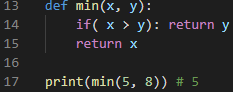 13 def min(x, y):
14     if( x > y): return y
15     return x
16
17 print(min(5, 8)) # 5